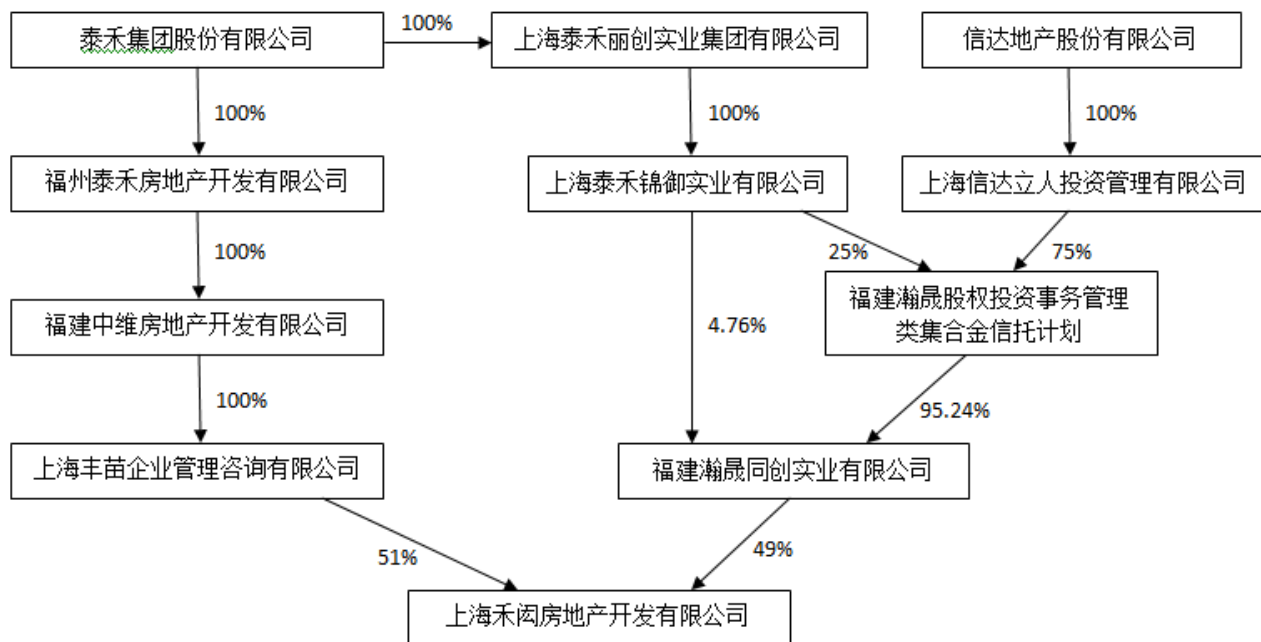 泰禾集团股份有限公司
100%
上海泰禾丽创实业集团有限公司
信达地产股份有限公司
100%
100%
100%
福州泰禾房地产开发有限公司
上海泰禾锦御实业有限公司
上海信达立人投资管理有限公司
100%
25%
75%
福建中维房地产开发有限公司
4.76%
福建瀚晟股权投资事务管理
类集合金信托计划
100%
95.24%
上海丰苗企业管理咨询有限公司
福建瀚晟同创实业有限公司
51%
49%
上海禾闳房地产开发有限公司